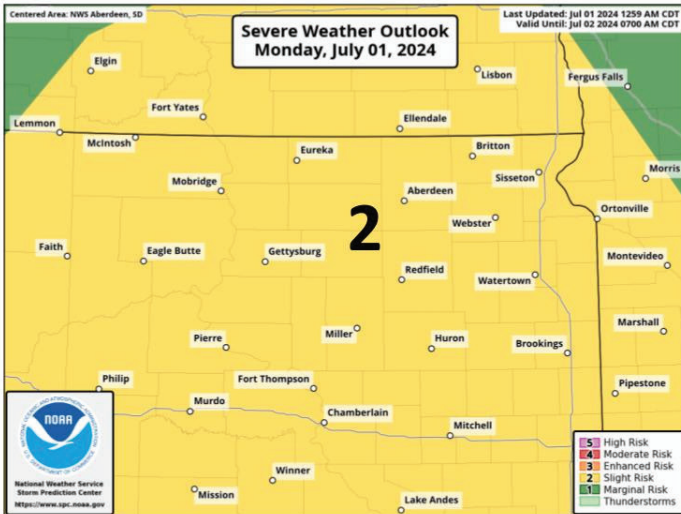 Centered Area: NWS Aberdeen, SD
Severe Weather Outlook
Monday, July 01, 2024
Last Updated: Jul 01 2024 1259 AM CDT
Valid Until: Jul 02 2024 0700 AM CDT
Elgin
Lisbon
Fergus Falls
Fort Yates
Lemmon
Ellendale
McIntosh
Eureka
Britton
Sisseton
Morris
Mobridge
Aberdeen
Webster
Ortonville
2
Faith
Eagle Butte
Gettysburg
Montevideo
Redfield
Watertown
Pierre
Miller
Huron
Brookings
Marshall
Philip
Fort Thompson
Pipestone
Murdo
Chamberlain
Mitchell
Winner
Mission
Lake Andes
NOAA
National Weather Service
Storm Prediction Center
https://www.spc.noaa.gov
5 High Risk
4 Moderate Risk
3 Enhanced Risk
2 Slight Risk
1 Marginal Risk
Thunderstorms